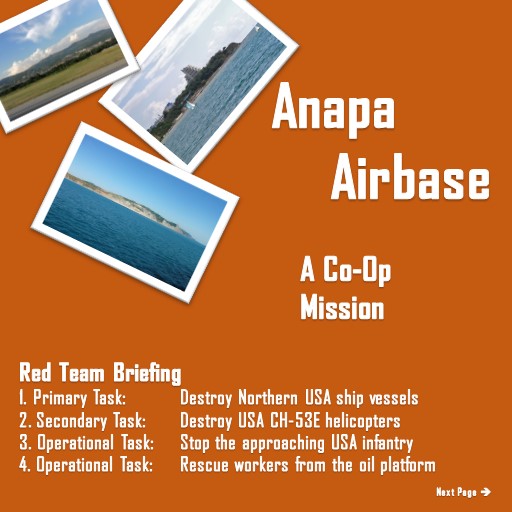 Anapa
Airbase
A Co-Op
Mission
Red Team Briefing
1. Primary Task: Destroy Northern USA ship vessels
2. Secondary Task: Destroy USA CH-53E helicopters
3. Operational Task: Stop the approaching USA infantry
4. Operational Task: Rescue workers from the oil platform
Next Page →